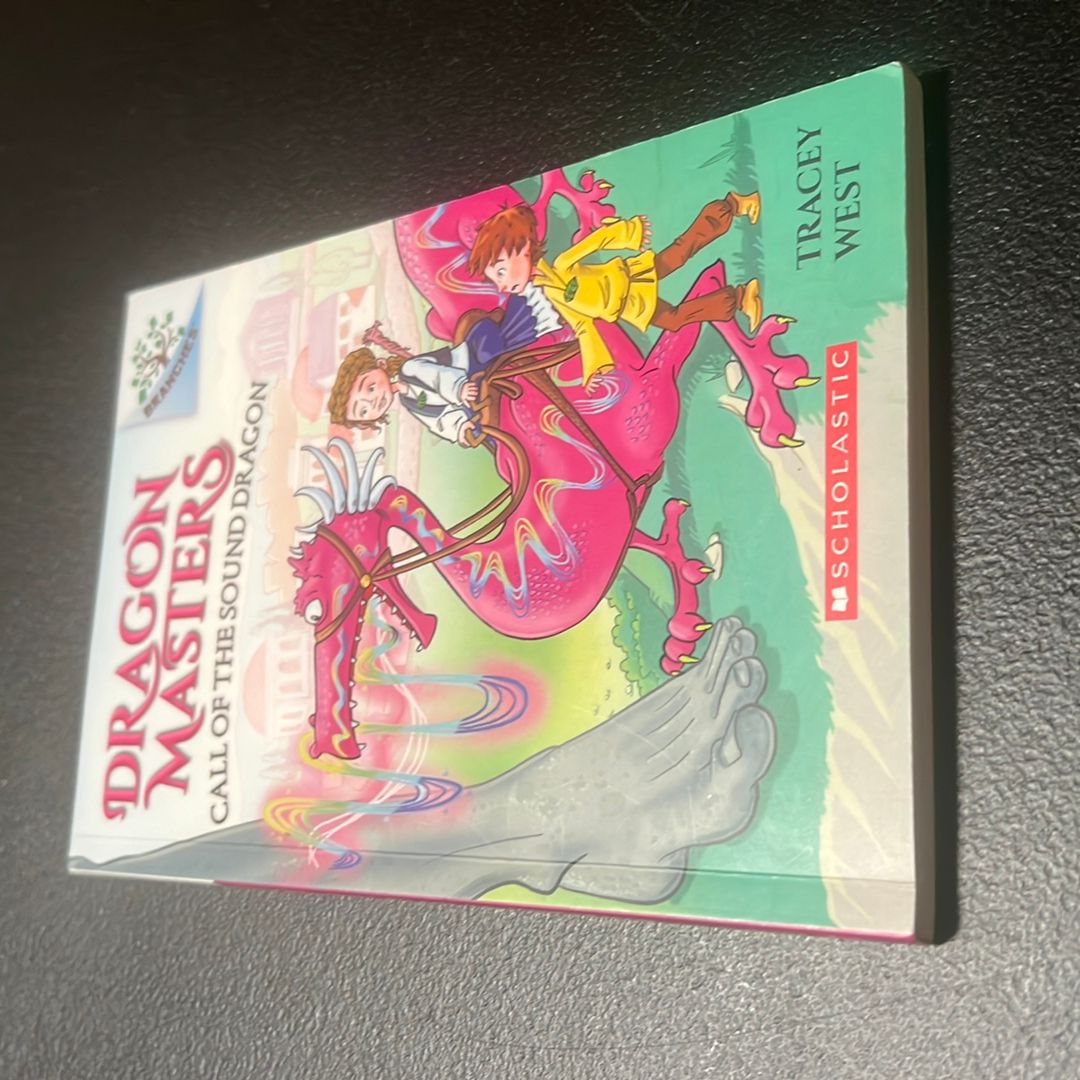 BRANCHES
DRAGON
MASTERS
CALL OF THE SOUND DRAGON
TRACEY
WEST
SCHOLASTIC